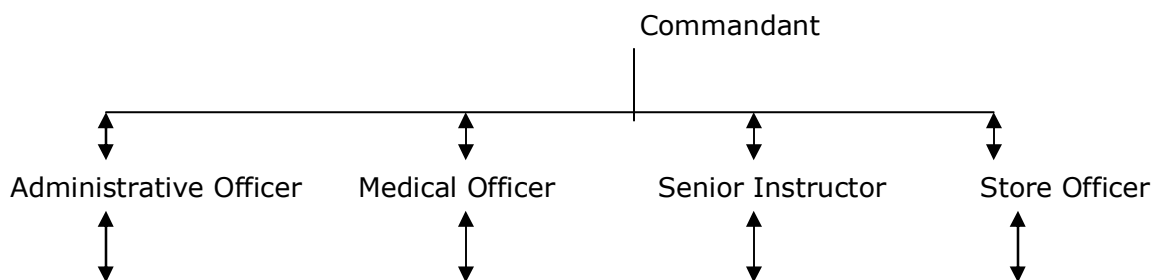 Commandant
Administrative Officer Medical Officer Senior Instructor Store Officer